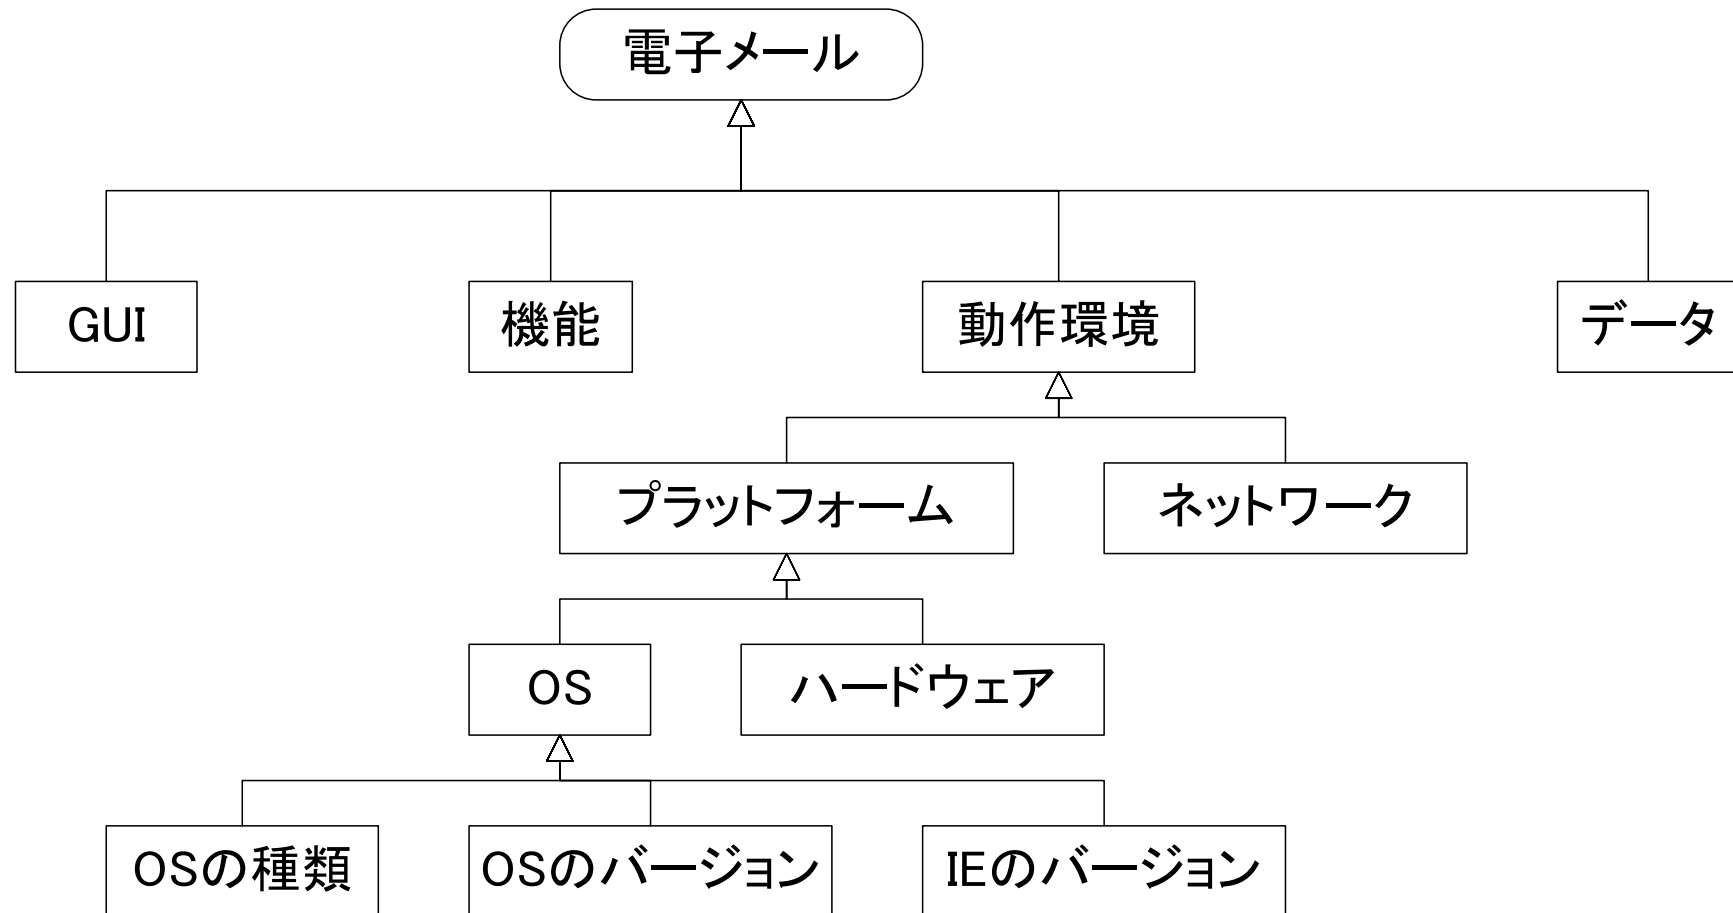 電子メール
GUI
機能
動作環境
データ
プラットフォーム
ネットワーク
OS
ハードウェア
OSの種類
OSのバージョン
IEのバージョン